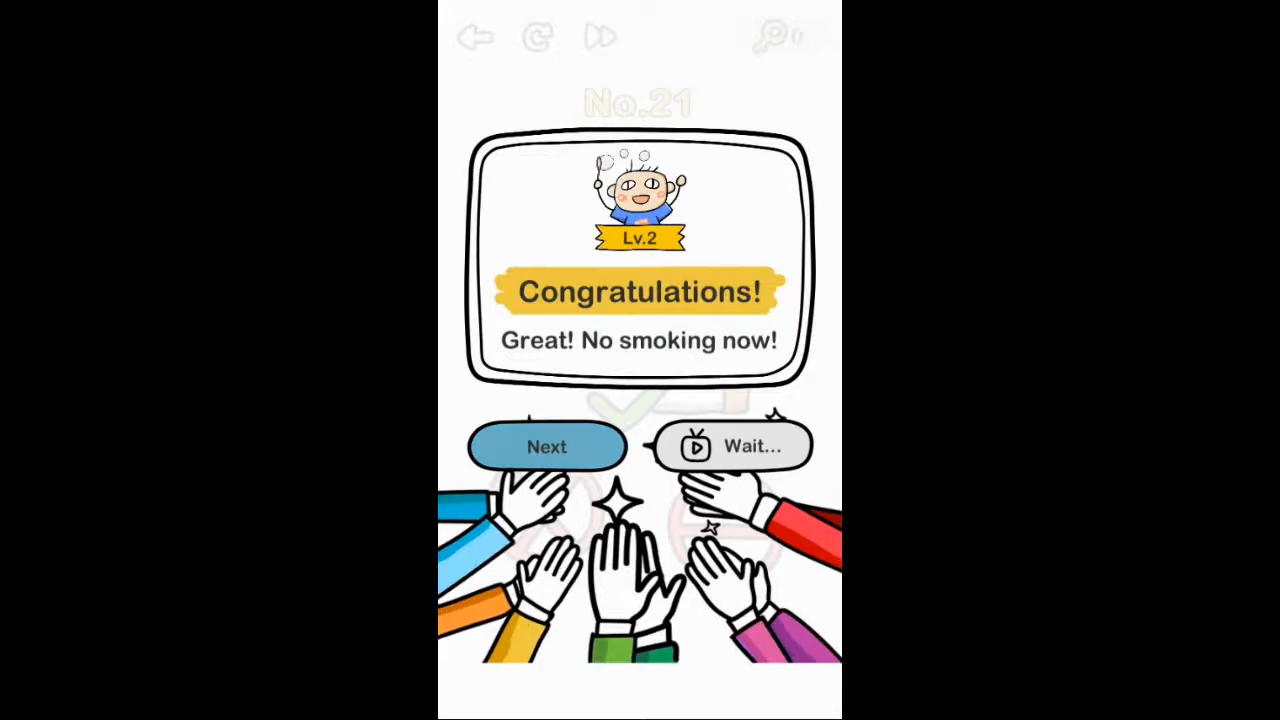 No.21
Lv.2
Congratulations!
Great! No smoking now!
Next
Wait...